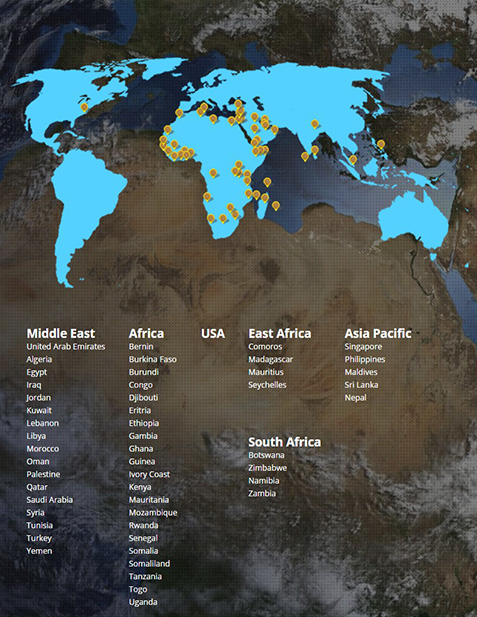 Middle East
United Arab Emirates
Algeria
Egypt
Iraq
Jordan
Kuwait
Lebanon
Libya
Morocco
Oman
Palestine
Qatar
Saudi Arabia
Syria
Tunisia
Turkey
Yemen
Africa
Bernin
Burkina Faso
Burundi
Congo
Djibouti
Eritria
Ethiopia
Gambia
Ghana
Guinea
Ivory Coast
Kenya
Mauritania
Mozambique
Rwanda
Senegal
Somalia
Somaliland
Tanzania
Togo
Uganda
USA
East Africa
Comoros
Madagascar
Mauritius
Seychelles
South Africa
Botswana
Zimbabwe
Namibia
Zambia
Asia Pacific
Singapore
Philippines
Maldives
Sri Lanka
Nepal